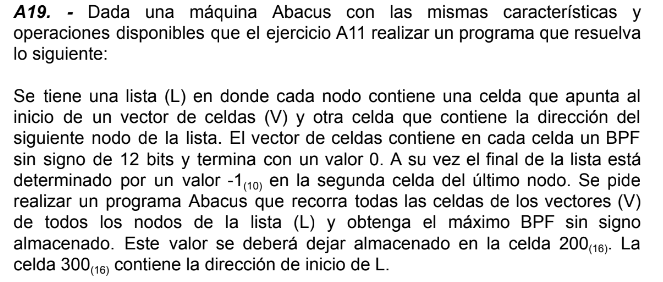 A19. - Dada una máquina Abacus con las mismas características y
operaciones disponibles que el ejercicio A11 realizar un programa que resuelva
lo siguiente:
Se tiene una lista (L) en donde cada nodo contiene una celda que apunta al
inicio de un vector de celdas (V) y otra celda que contiene la dirección del
siguiente nodo de la lista. El vector de celdas contiene en cada celda un BPF
sin signo de 12 bits y termina con un valor 0. A su vez el final de la lista está
determinado por un valor -1(10) en la segunda celda del último nodo. Se pide
realizar un programa Abacus que recorra todas las celdas de los vectores (V)
de todos los nodos de la lista (L) y obtenga el máximo BPF sin signo
almacenado. Este valor se deberá dejar almacenado en la celda 200(16). La
celda 300(16) contiene la dirección de inicio de L.